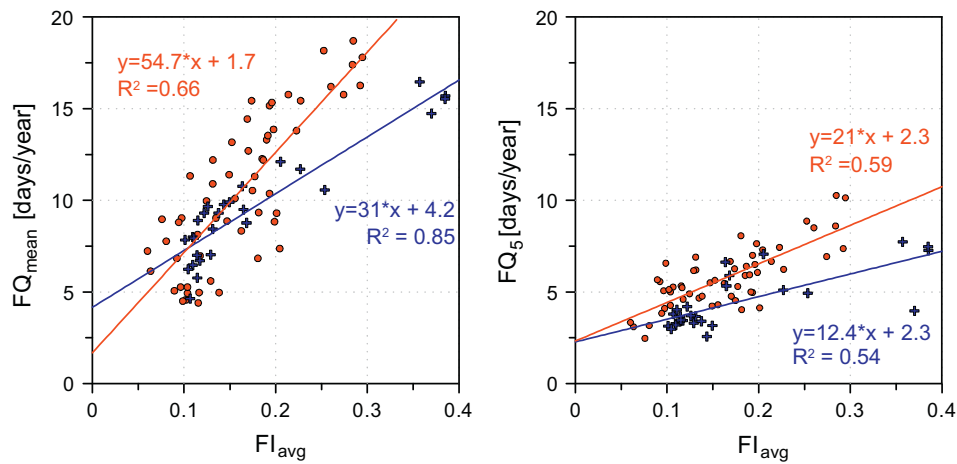 20
15
10
5
0
FQmean [days/year]
y=54.7*x + 1.7
R² =0.66
y=31*x + 4.2
R² = 0.85
0 0.1 0.2 0.3 0.4
FIavg
20
15
10
5
0
FQ5 [days/year]
y=21*x + 2.3
R² =0.59
y=12.4*x + 2.3
R² = 0.54
0 0.1 0.2 0.3 0.4
FIavg